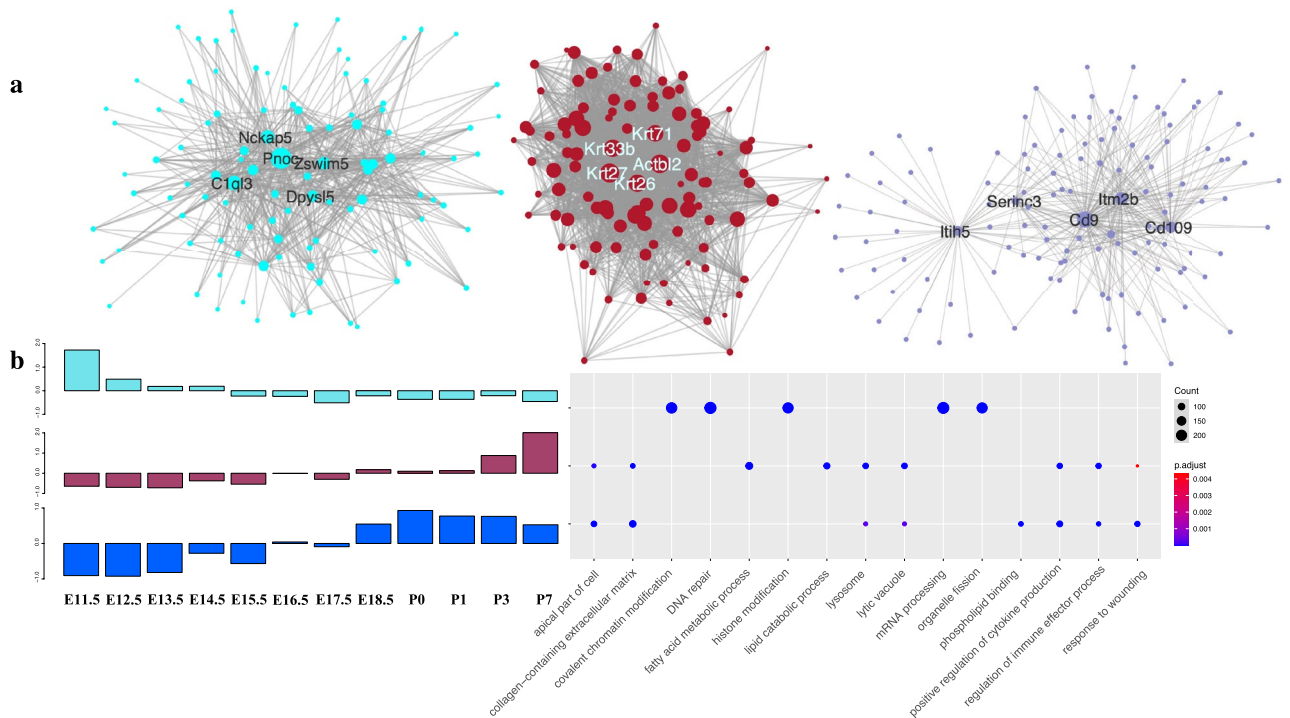 a
Nckap5
Pnoc
Zswim5
C1ql3
Dpysl5
Krt71
Krt33b
Actbl2
Krt27
Krt26
Serinc3
Itm2b
Cd9
Cd109
Itih5
b
2.0
1.0
0.0
-1.0
2.0
1.0
0.0
-1.0
1.0
0.0
-1.0
E11.5 E12.5 E13.5 E14.5 E15.5 E16.5 E17.5 E18.5 P0 P1 P3 P7
Count
100
150
200
p.adjust
0.004
0.003
0.002
0.001
apical part of cell
collagen−containing extracellular matrix
covalent chromatin modification
DNA repair
fatty acid metabolic process
histone modification
lipid catabolic process
lysosome
lytic vacuole
mRNA processing
organelle fission
phospholipid binding
positive regulation of cytokine production
regulation of immune effector process
response to wounding